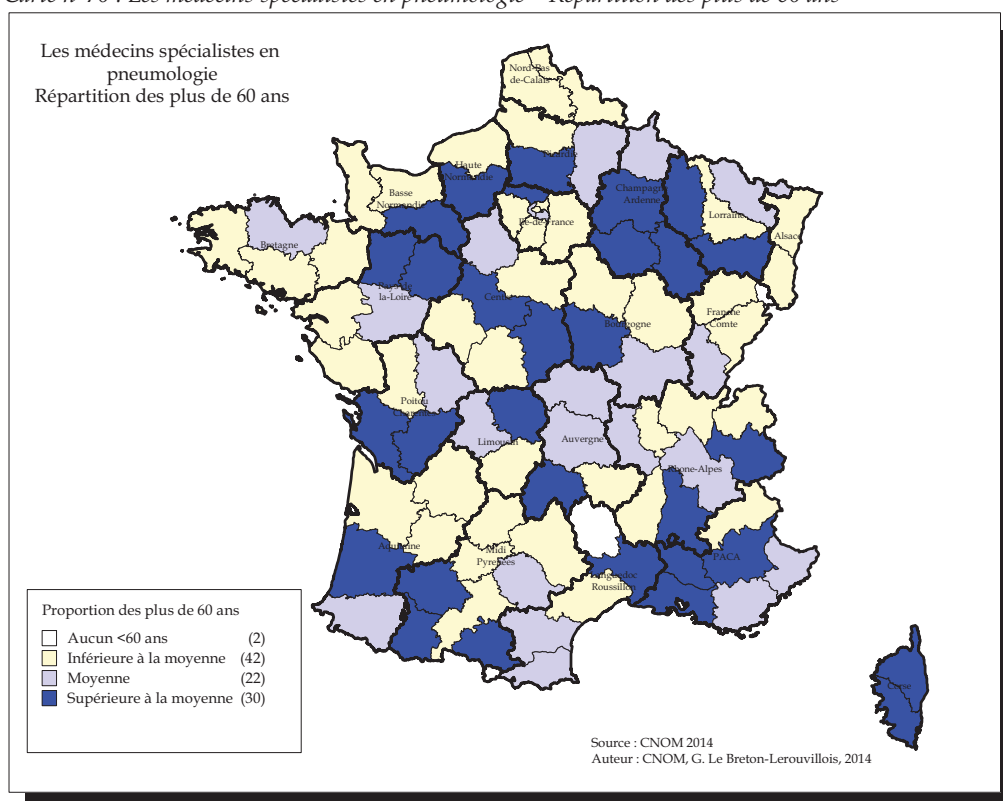 Les médecins spécialistes en
pneumologie
Répartition des plus de 60 ans
Nord-Pas
de-Calais
Picardie
Haute
Normandie
Basse
Normandie
Champagne
Ardenne
Lorraine
Alsace
Ile-de-France
Bretagne
Pays-de
la-Loire
Centre
Bourgogne
Franche
Comte
Poitou
Charentes
Limousin
Auvergne
Rhone-Alpes
Aquitaine
Midi
Pyrénées
Languedoc
Roussillon
PACA
Corse
Proportion des plus de 60 ans
Aucun <60 ans (2)
Inférieure à la moyenne (42)
Moyenne (22)
Supérieure à la moyenne (30)
Source : CNOM 2014
Auteur : CNOM, G. Le Breton-Lerouvillois, 2014